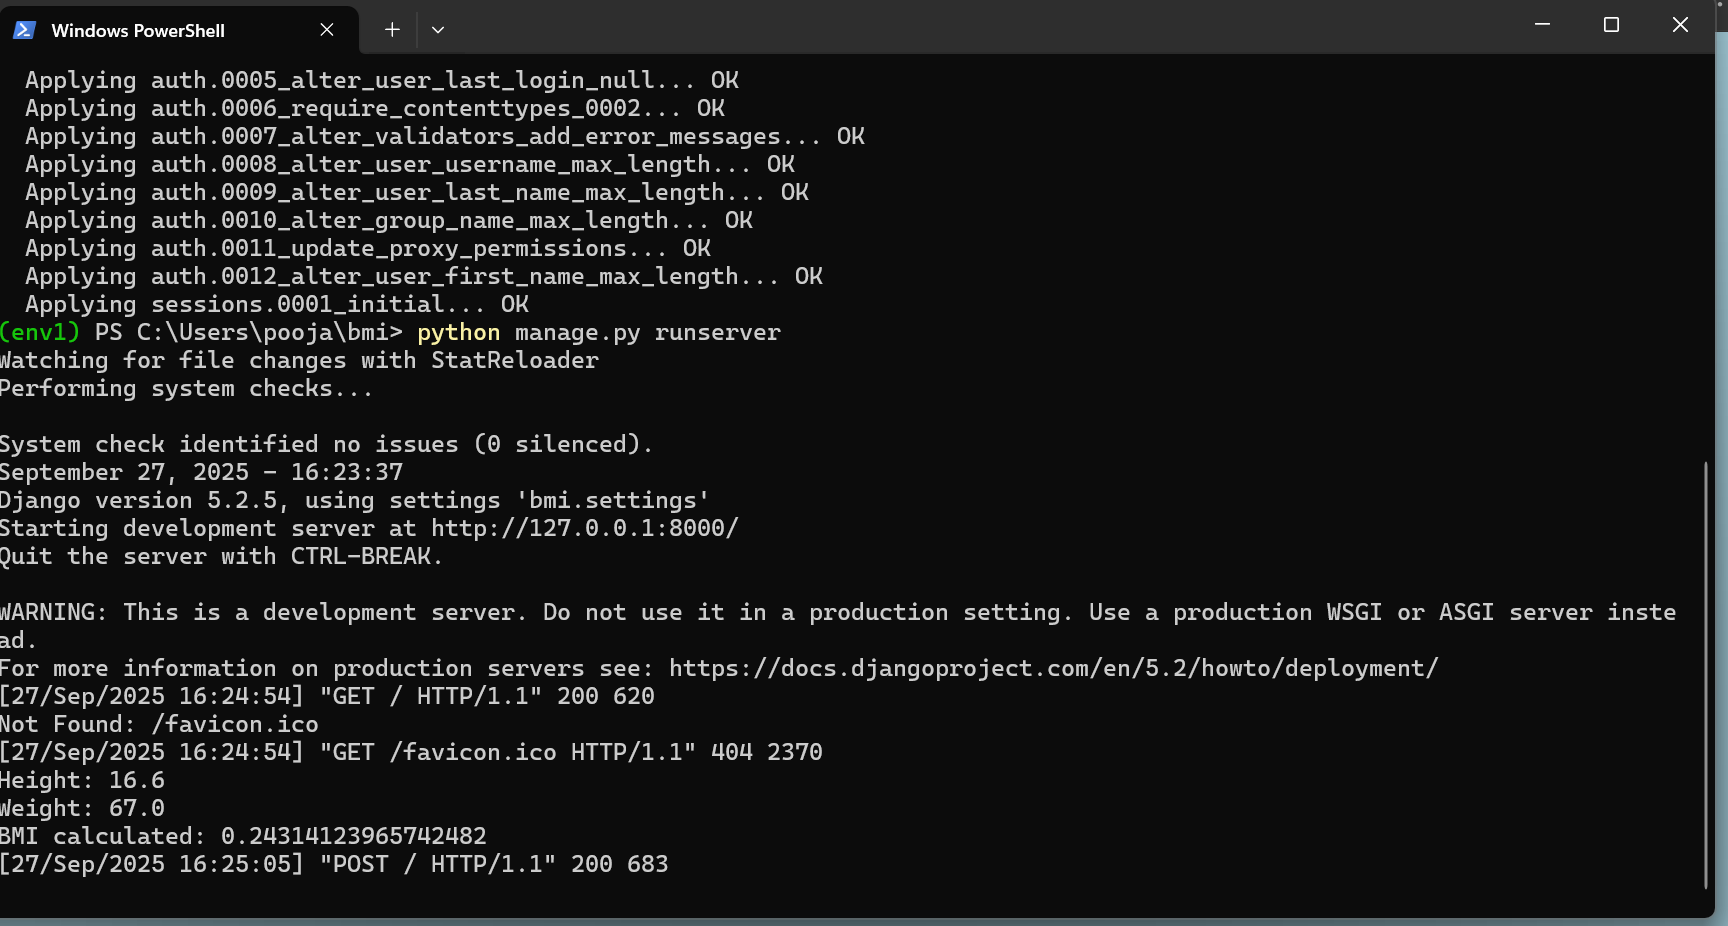 Windows PowerShell
  Applying auth.0005_alter_user_last_login_null... OK
  Applying auth.0006_require_contenttypes_0002... OK
  Applying auth.0007_alter_validators_add_error_messages... OK
  Applying auth.0008_alter_user_username_max_length... OK
  Applying auth.0009_alter_user_last_name_max_length... OK
  Applying auth.0010_alter_group_name_max_length... OK
  Applying auth.0011_update_proxy_permissions... OK
  Applying auth.0012_alter_user_first_name_max_length... OK
  Applying sessions.0001_initial... OK
(env1) PS C:\Users\pooja\bmi> python manage.py runserver
Watching for file changes with StatReloader
Performing system checks...

System check identified no issues (0 silenced).
September 27, 2025 - 16:23:37
Django version 5.2.5, using settings 'bmi.settings'
Starting development server at http://127.0.0.1:8000/
Quit the server with CTRL-BREAK.

WARNING: This is a development server. Do not use it in a production setting. Use a production WSGI or ASGI server inste
ad.
For more information on production servers see: https://docs.djangoproject.com/en/5.2/howto/deployment/
[27/Sep/2025 16:24:54] "GET / HTTP/1.1" 200 620
Not Found: /favicon.ico
[27/Sep/2025 16:24:54] "GET /favicon.ico HTTP/1.1" 404 2370
Height: 16.6
Weight: 67.0
BMI calculated: 0.24314123965742482
[27/Sep/2025 16:25:05] "POST / HTTP/1.1" 200 683